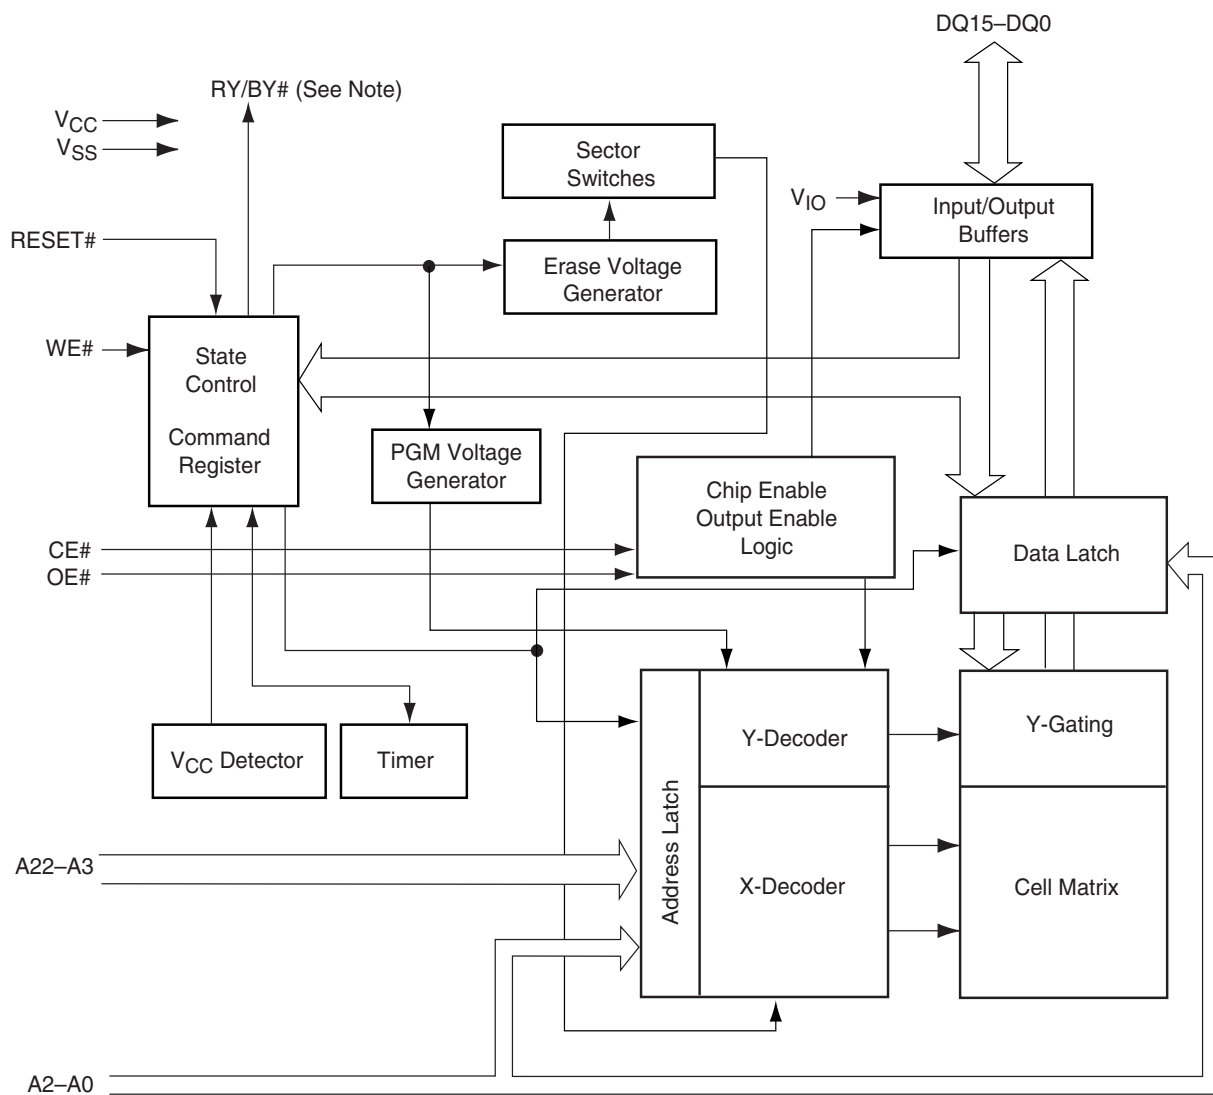 DQ15–DQ0
RY/BY# (See Note)
VCC
VSS
Sector
Switches
VIO
Input/Output
Buffers
RESET#
Erase Voltage
Generator
WE#
State
Control
Command
Register
PGM Voltage
Generator
Chip Enable
Output Enable
Logic
CE#
OE#
Data Latch
Y-Decoder
Y-Gating
VCC Detector
Timer
Address Latch
A22–A3
X-Decoder
Cell Matrix
A2–A0